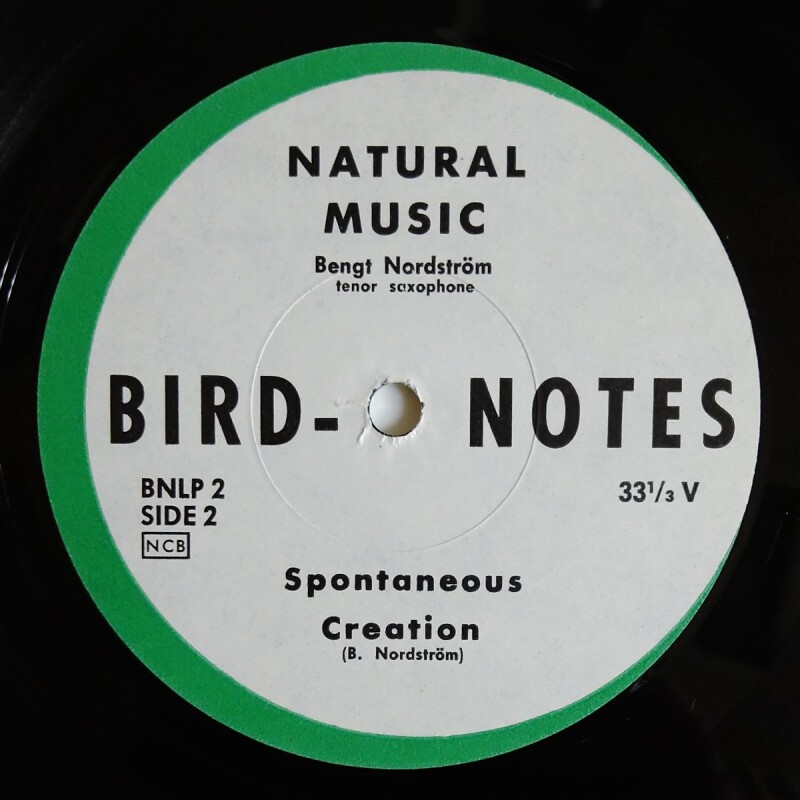 NATURAL
MUSIC
Bengt Nordström
tenor saxophone
BIRD- NOTES
BNLP 2
SIDE 2
NCB
33¹/₃ V
Spontaneous
Creation
(B. Nordström)